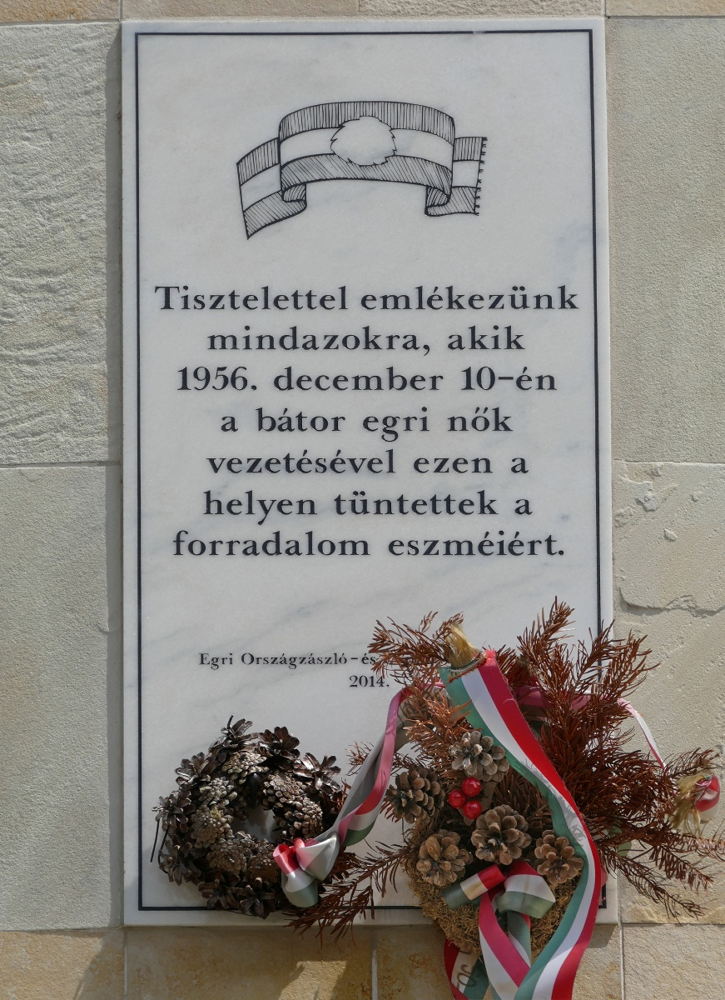 Tisztelettel emlékezünk
mindazokra, akik
1956. december 10-én
a bátor egri nők
vezetésével ezen a
helyen tüntettek a
forradalom eszméiért.
Egri Országzászló-és
2014.